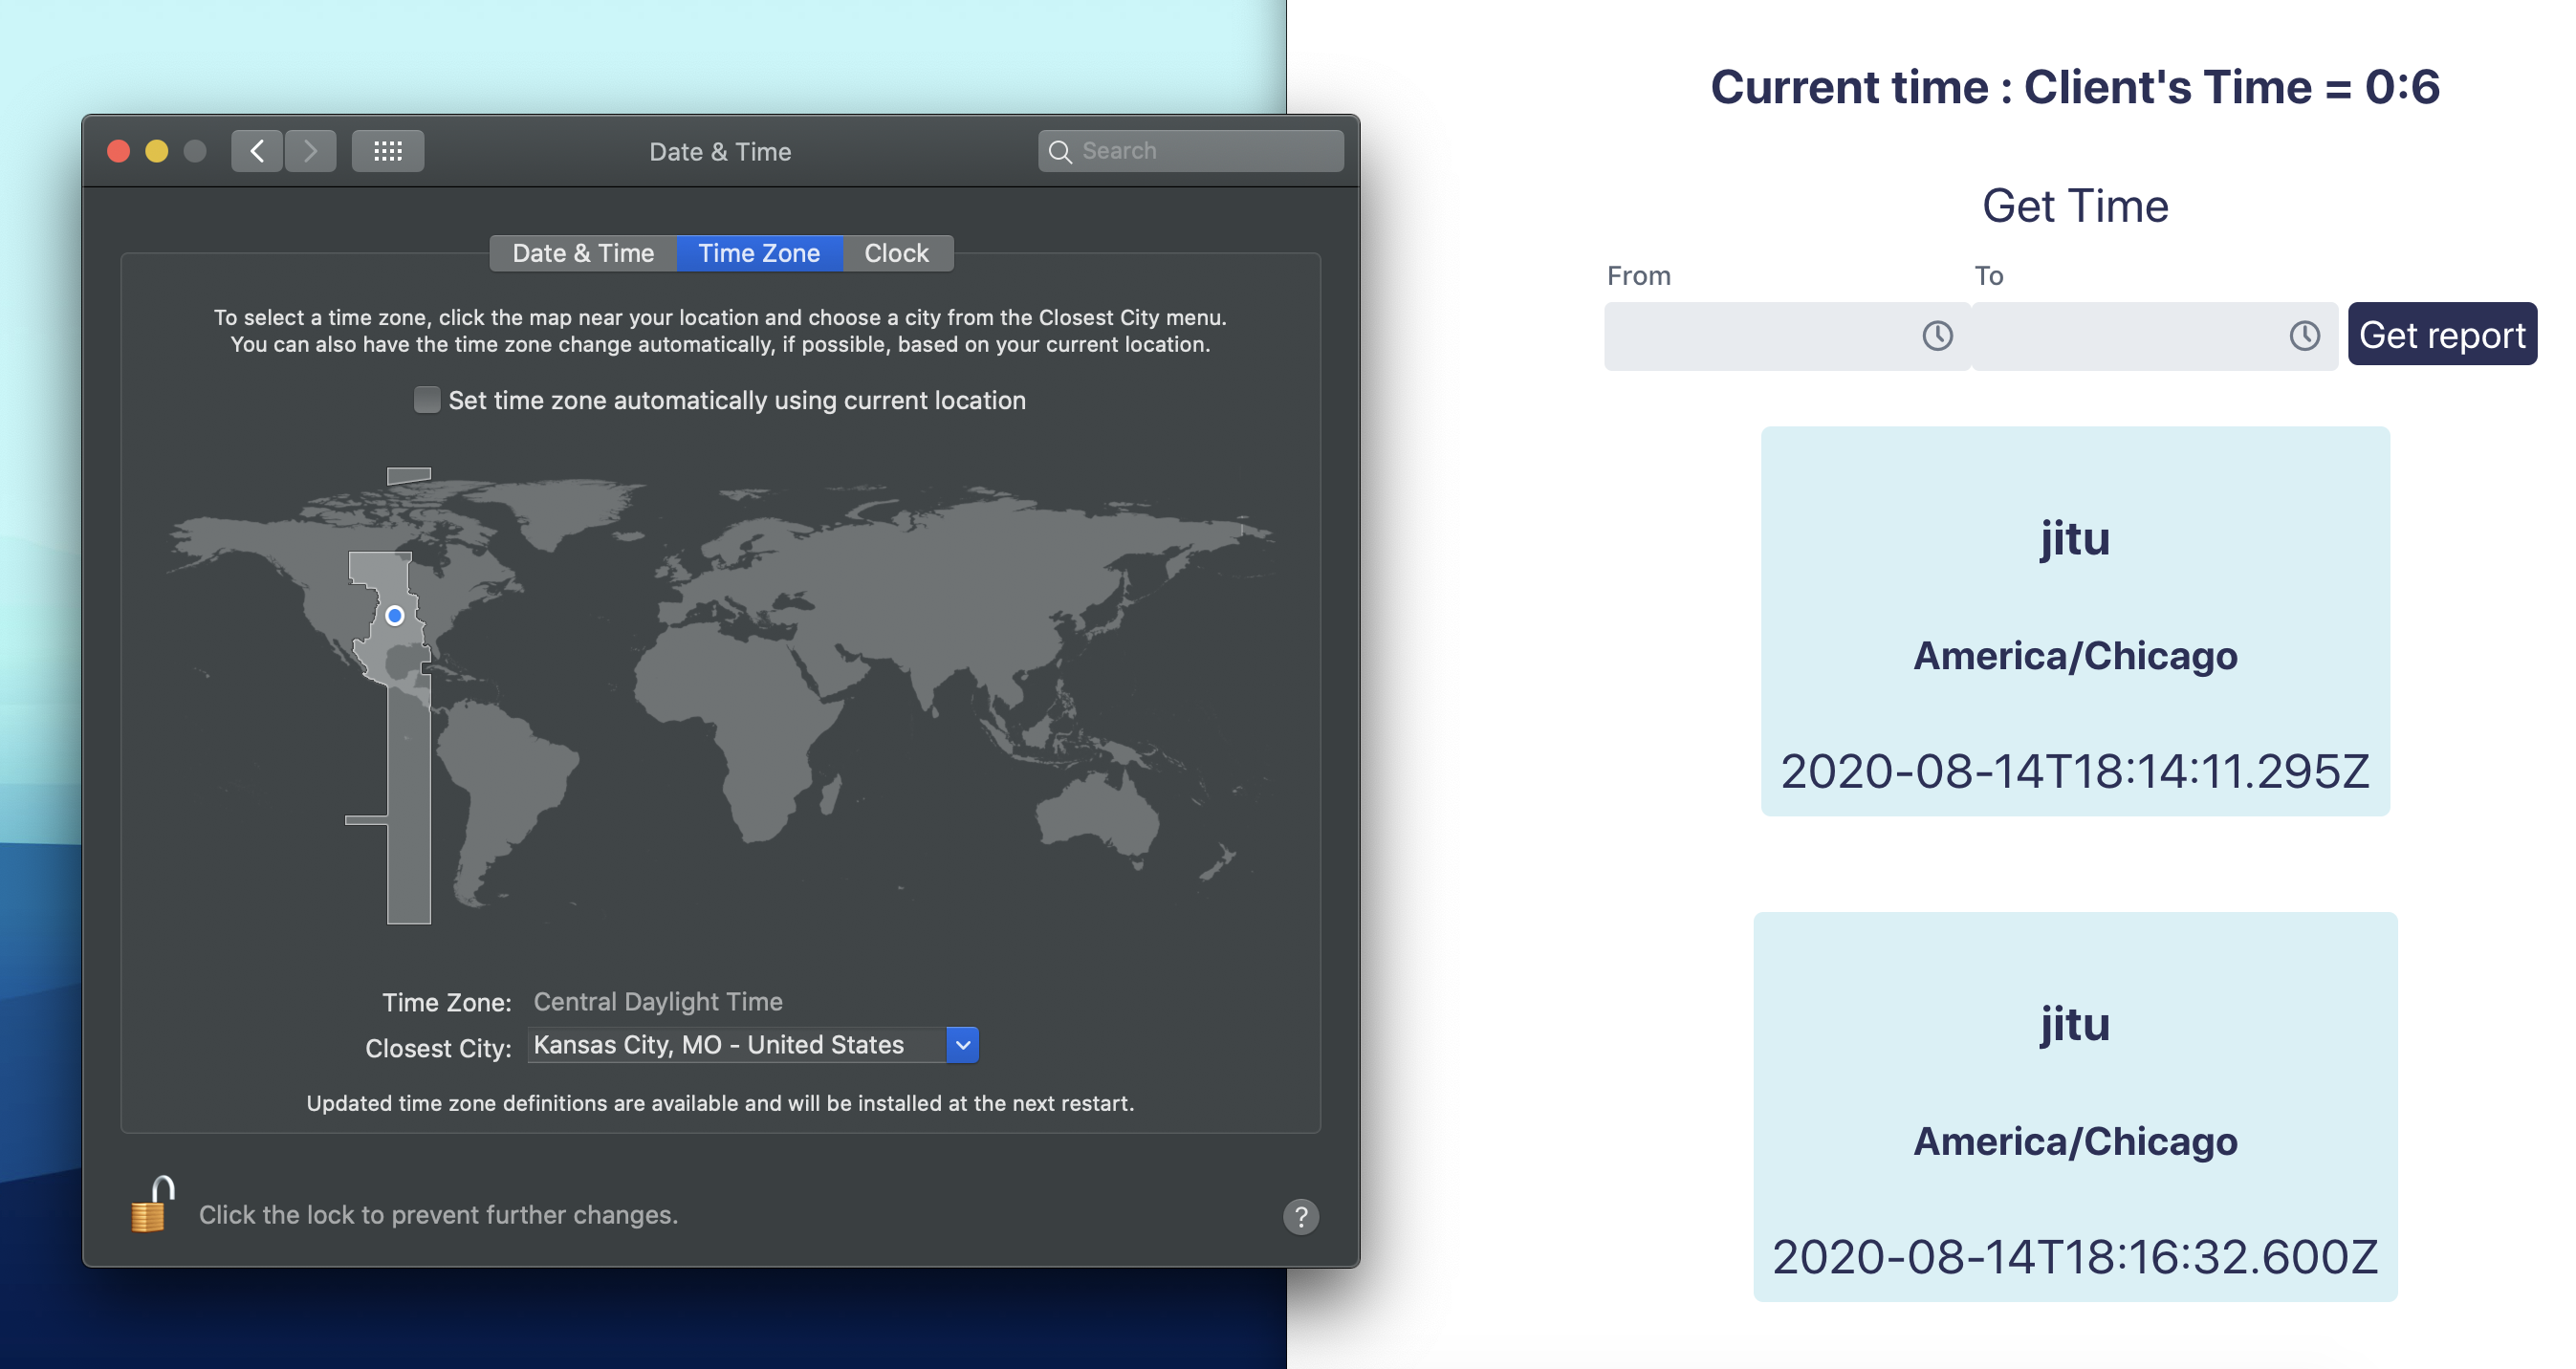 Date & Time
Search
Date & Time
Time Zone
Clock
To select a time zone, click the map near your location and choose a city from the Closest City menu.
You can also have the time zone change automatically, if possible, based on your current location.
Set time zone automatically using current location
Time Zone: Central Daylight Time
Closest City: Kansas City, MO - United States
Updated time zone definitions are available and will be installed at the next restart.
Click the lock to prevent further changes.
?
Current time : Client's Time = 0:6
Get Time
From
To
Get report
jitu
America/Chicago
2020-08-14T18:14:11.295Z
jitu
America/Chicago
2020-08-14T18:16:32.600Z